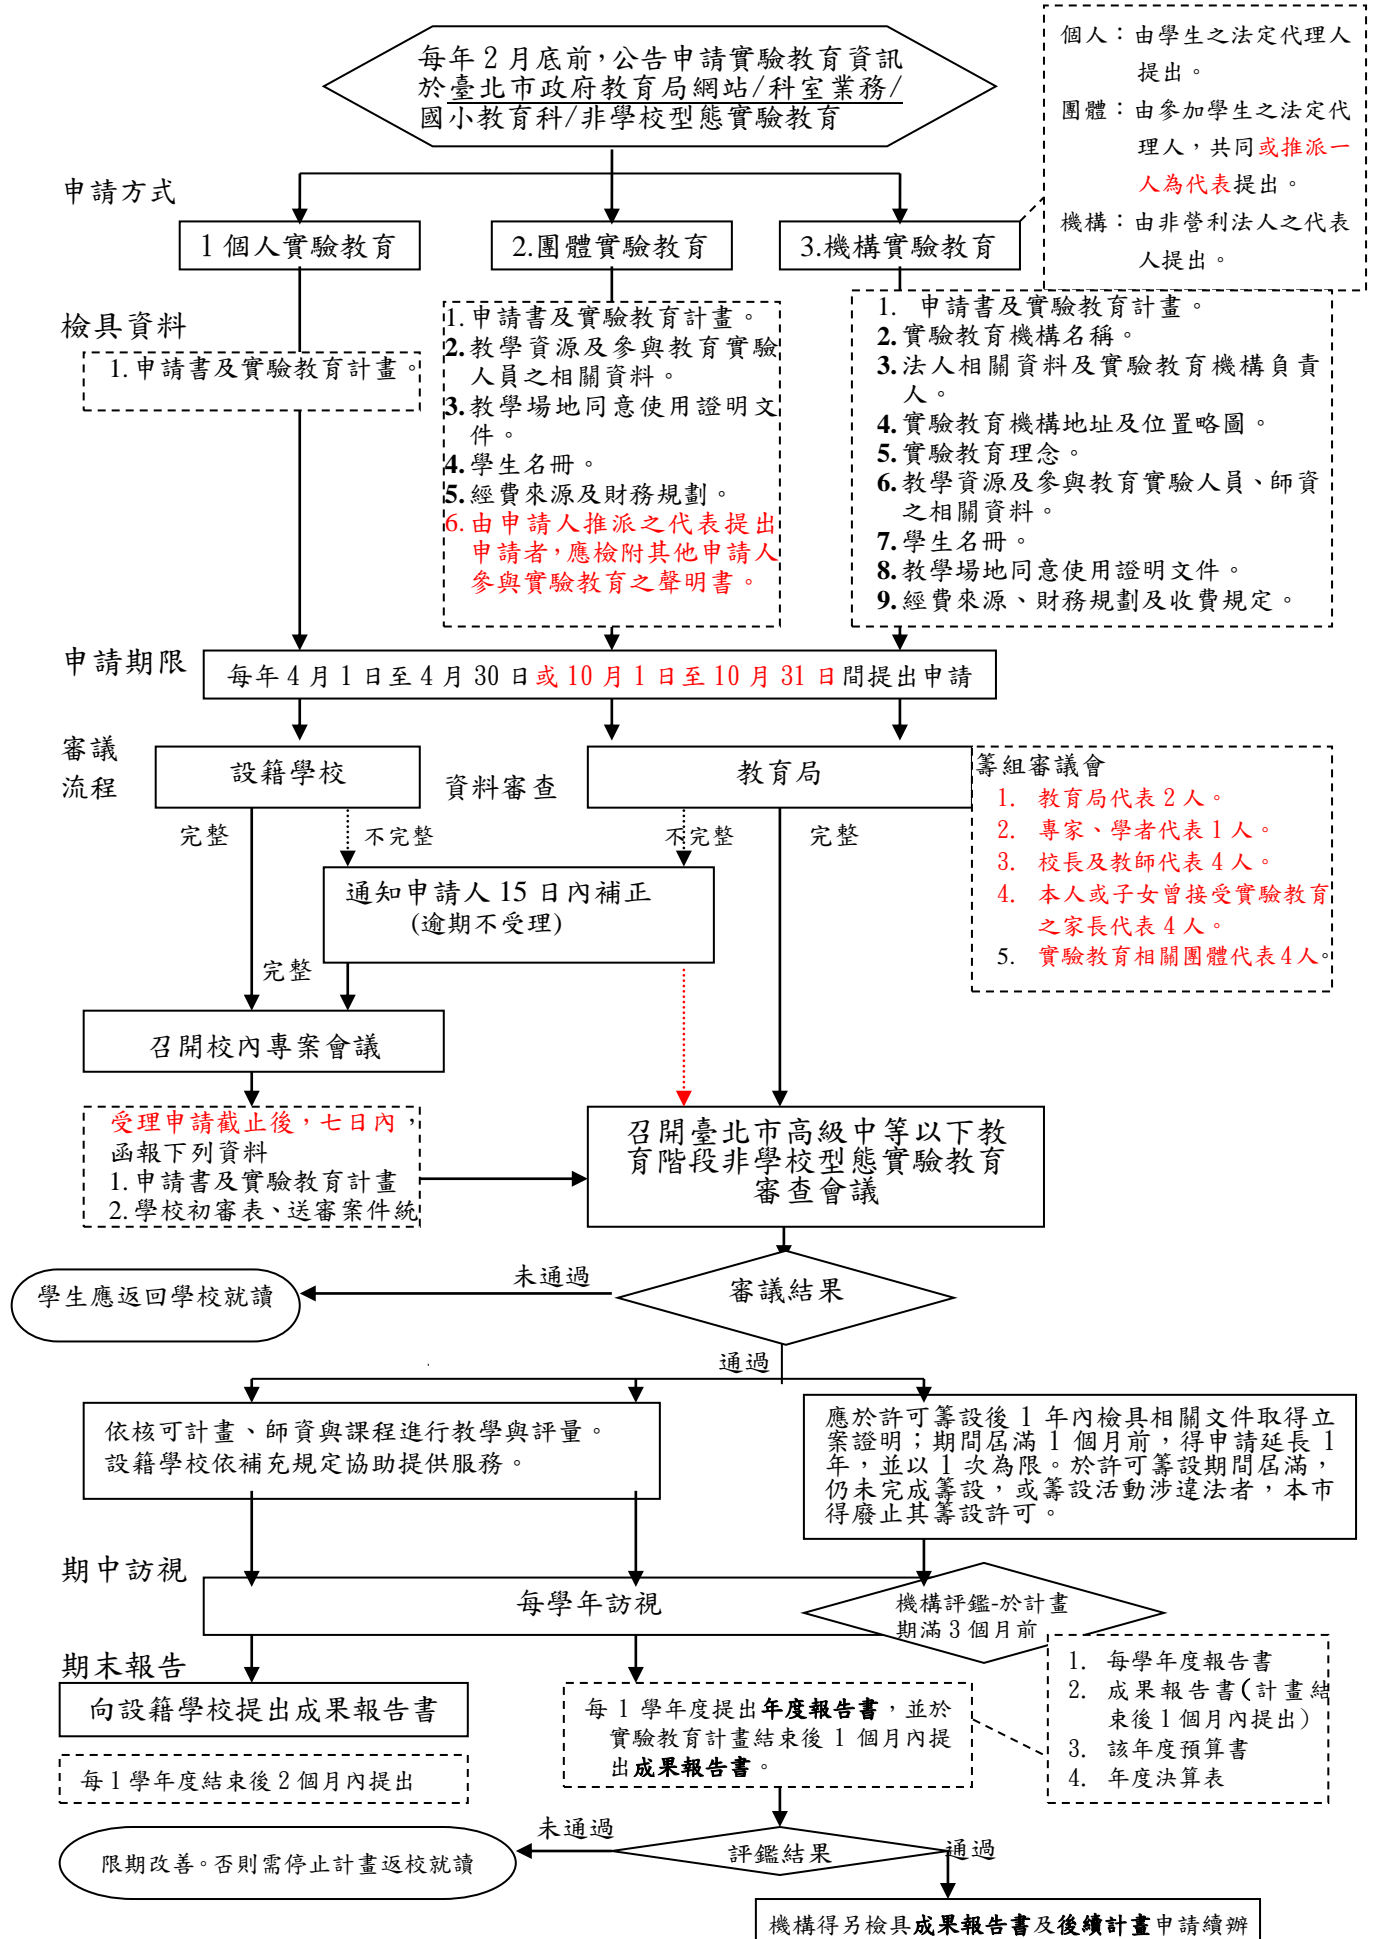 每年 2 月底前，公告申請實驗教育資訊
於臺北市政府教育局網站/科室業務/
國小教育科/非學校型態實驗教育
個人：由學生之法定代理人
提出。
團體：由參加學生之法定代
理人，共同或推派一
人為代表提出。
機構：由非營利法人之代表
人提出。
申請方式
1 個人實驗教育
2.團體實驗教育
3.機構實驗教育
檢具資料
1.申請書及實驗教育計畫。
1.申請書及實驗教育計畫。
2.教學資源及參與教育實驗
人員之相關資料。
3.教學場地同意使用證明文
件。
4.學生名冊。
5.經費來源及財務規劃。
6.由申請人推派之代表提出
申請者，應檢附其他申請人
參與實驗教育之聲明書。
1. 申請書及實驗教育計畫。
2.實驗教育機構名稱。
3.法人相關資料及實驗教育機構負責
人。
4.實驗教育機構地址及位置略圖。
5.實驗教育理念。
6.教學資源及參與教育實驗人員、師資
之相關資料。
7.學生名冊。
8.教學場地同意使用證明文件。
9.經費來源、財務規劃及收費規定。
申請期限
每年 4 月 1 日至 4 月 30 日或 10 月 1 日至 10 月 31 日間提出申請
審議
流程
設籍學校
資料審查
教育局
籌組審議會
1. 教育局代表 2 人。
2. 專家、學者代表 1 人。
3. 校長及教師代表 4 人。
4. 本人或子女曾接受實驗教育
之家長代表 4 人。
5. 實驗教育相關團體代表 4 人。
完整
不完整
不完整
完整
通知申請人 15 日內補正
(逾期不受理)
完整
召開校內專案會議
受理申請截止後，七日內，
函報下列資料
1.申請書及實驗教育計畫
2.學校初審表、送審案件統
召開臺北市高級中等以下教
育階段非學校型態實驗教育
審查會議
未通過
審議結果
學生應返回學校就讀
通過
依核可計畫、師資與課程進行教學與評量。
設籍學校依補充規定協助提供服務。
應於許可籌設後 1 年內檢具相關文件取得立
案證明；期間屆滿 1 個月前，得申請延長 1
年，並以 1 次為限。於許可籌設期間屆滿，
仍未完成籌設，或籌設活動涉違法者，本市
得廢止其籌設許可。
期中訪視
每學年訪視
機構評鑑-於計畫
期滿 3 個月前
期末報告
向設籍學校提出成果報告書
每 1 學年度結束後 2 個月內提出
每 1 學年度提出年度報告書，並於
實驗教育計畫結束後 1 個月內提
出成果報告書。
1. 每學年度報告書
2. 成果報告書(計畫結
束後 1 個月內提出)
3. 該年度預算書
4. 年度決算表
未通過
評鑑結果
通過
限期改善。否則需停止計畫返校就讀
機構得另檢具成果報告書及後續計畫申請續辦